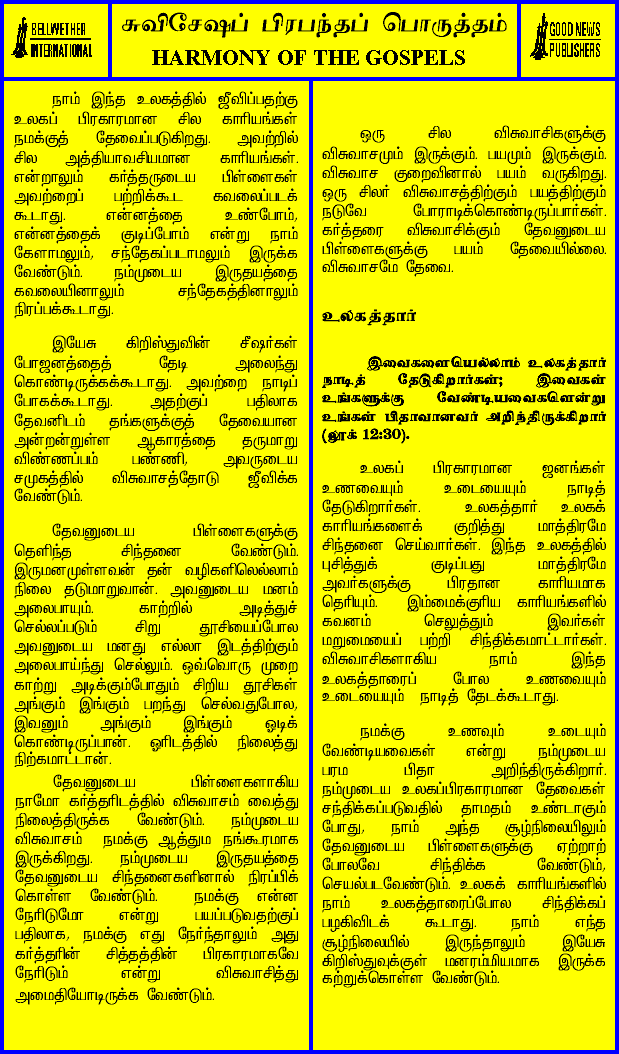 BELLWETHER
INTERNATIONAL
சுவிசேஷப் பிரபந்தப் பொருத்தம்
HARMONY OF THE GOSPELS
GOOD NEWS
PUBLISHERS
நாம் இந்த உலகத்தில் ஜீவிப்பதற்கு
உலகப் பிரகாரமான சில காரியங்கள்
நமக்குத் தேவைப்படுகிறது. அவற்றில்
சில அத்தியாவசியமான காரியங்கள்.
என்றாலும் கர்த்தருடைய பிள்ளைகள்
அவற்றைப் பற்றிக்கூட கவலைப்படக்
கூடாது. என்னத்தை உண்போம்,
என்னத்தைக் குடிப்போம் என்று நாம்
கேளாமலும், சந்தேகப்படாமலும் இருக்க
வேண்டும். நம்முடைய இருதயத்தை
கவலையினாலும் சந்தேகத்தினாலும்
நிரப்பக்கூடாது.
இயேசு கிறிஸ்துவின் சீஷர்கள்
போஜனத்தைத் தேடி அலைந்து
கொண்டிருக்கக்கூடாது. அவற்றை நாடிப்
போகக்கூடாது. அதற்குப் பதிலாக
தேவனிடம் தங்களுக்குத் தேவையான
அன்றன்றுள்ள ஆகாரத்தை தருமாறு
விண்ணப்பம் பண்ணி, அவருடைய
சமுகத்தில் விசுவாசத்தோடு ஜீவிக்க
வேண்டும்.
தேவனுடைய பிள்ளைகளுக்கு
தெளிந்த சிந்தனை வேண்டும்.
இருமனமுள்ளவன் தன் வழிகளிலெல்லாம்
நிலை தடுமாறுவான். அவனுடைய மனம்
அலைபாயும். காற்றில் அடித்துச்
செல்லப்படும் சிறு தூசியைப்போல
அவனுடைய மனது எல்லா இடத்திற்கும்
அலைபாய்ந்து செல்லும். ஒவ்வொரு முறை
காற்று அடிக்கும்போதும் சிறிய தூசிகள்
அங்கும் இங்கும் பறந்து செல்வதுபோல,
இவனும் அங்கும் இங்கும் ஓடிக்
கொண்டிருப்பான். ஓரிடத்தில் நிலைத்து
நிற்கமாட்டான்.
தேவனுடைய பிள்ளைகளாகிய
நாமோ கர்த்தரிடத்தில் விசுவாசம் வைத்து
நிலைத்திருக்க வேண்டும். நம்முடைய
விசுவாசம் நமக்கு ஆத்தும நங்கூரமாக
இருக்கிறது. நம்முடைய இருதயத்தை
தேவனுடைய சிந்தனைகளினால் நிரப்பிக்
கொள்ள வேண்டும். நமக்கு என்ன
நேரிடுமோ என்று பயப்படுவதற்குப்
பதிலாக, நமக்கு எது நேர்ந்தாலும் அது
கர்த்தரின் சித்தத்தின் பிரகாரமாகவே
நேரிடும் என்று விசுவாசித்து
அமைதியோடிருக்க வேண்டும்.
ஒரு சில விசுவாசிகளுக்கு
விசுவாசமும் இருக்கும். பயமும் இருக்கும்.
விசுவாச குறைவினால் பயம் வருகிறது.
ஒரு சிலர் விசுவாசத்திற்கும் பயத்திற்கும்
நடுவே போராடிக்கொண்டிருப்பார்கள்.
கர்த்தரை விசுவாசிக்கும் தேவனுடைய
பிள்ளைகளுக்கு பயம் தேவையில்லை.
விசுவாசமே தேவை.
உலகத்தார்
இவைகளையெல்லாம் உலகத்தார்
நாடித் தேடுகிறார்கள்; இவைகள்
உங்களுக்கு வேண்டியவைகளென்று
உங்கள் பிதாவானவர் அறிந்திருக்கிறார்
(லூக் 12:30).
உலகப் பிரகாரமான ஜனங்கள்
உணவையும் உடையையும் நாடித்
தேடுகிறார்கள். உலகத்தார் உலகக்
காரியங்களைக் குறித்து மாத்திரமே
சிந்தனை செய்வார்கள். இந்த உலகத்தில்
புசித்துக் குடிப்பது மாத்திரமே
அவர்களுக்கு பிரதான காரியமாக
தெரியும். இம்மைக்குரிய காரியங்களில்
கவனம் செலுத்தும் இவர்கள்
மறுமையைப் பற்றி சிந்திக்கமாட்டார்கள்.
விசுவாசிகளாகிய நாம் இந்த
உலகத்தாரைப் போல உணவையும்
உடையையும் நாடித் தேடக்கூடாது.
நமக்கு உணவும் உடையும்
வேண்டியவைகள் என்று நம்முடைய
பரம பிதா அறிந்திருக்கிறார்.
நம்முடைய உலகப்பிரகாரமான தேவைகள்
சந்திக்கப்படுவதில் தாமதம் உண்டாகும்
போது, நாம் அந்த சூழ்நிலையிலும்
தேவனுடைய பிள்ளைகளுக்கு ஏற்றாற்
போலவே சிந்திக்க வேண்டும்,
செயல்படவேண்டும். உலகக் காரியங்களில்
நாம் உலகத்தாரைப்போல சிந்திக்கப்
பழகிவிடக் கூடாது. நாம் எந்த
சூழ்நிலையில் இருந்தாலும் இயேசு
கிறிஸ்துவுக்குள் மனரம்மியமாக இருக்க
கற்றுக்கொள்ள வேண்டும்.